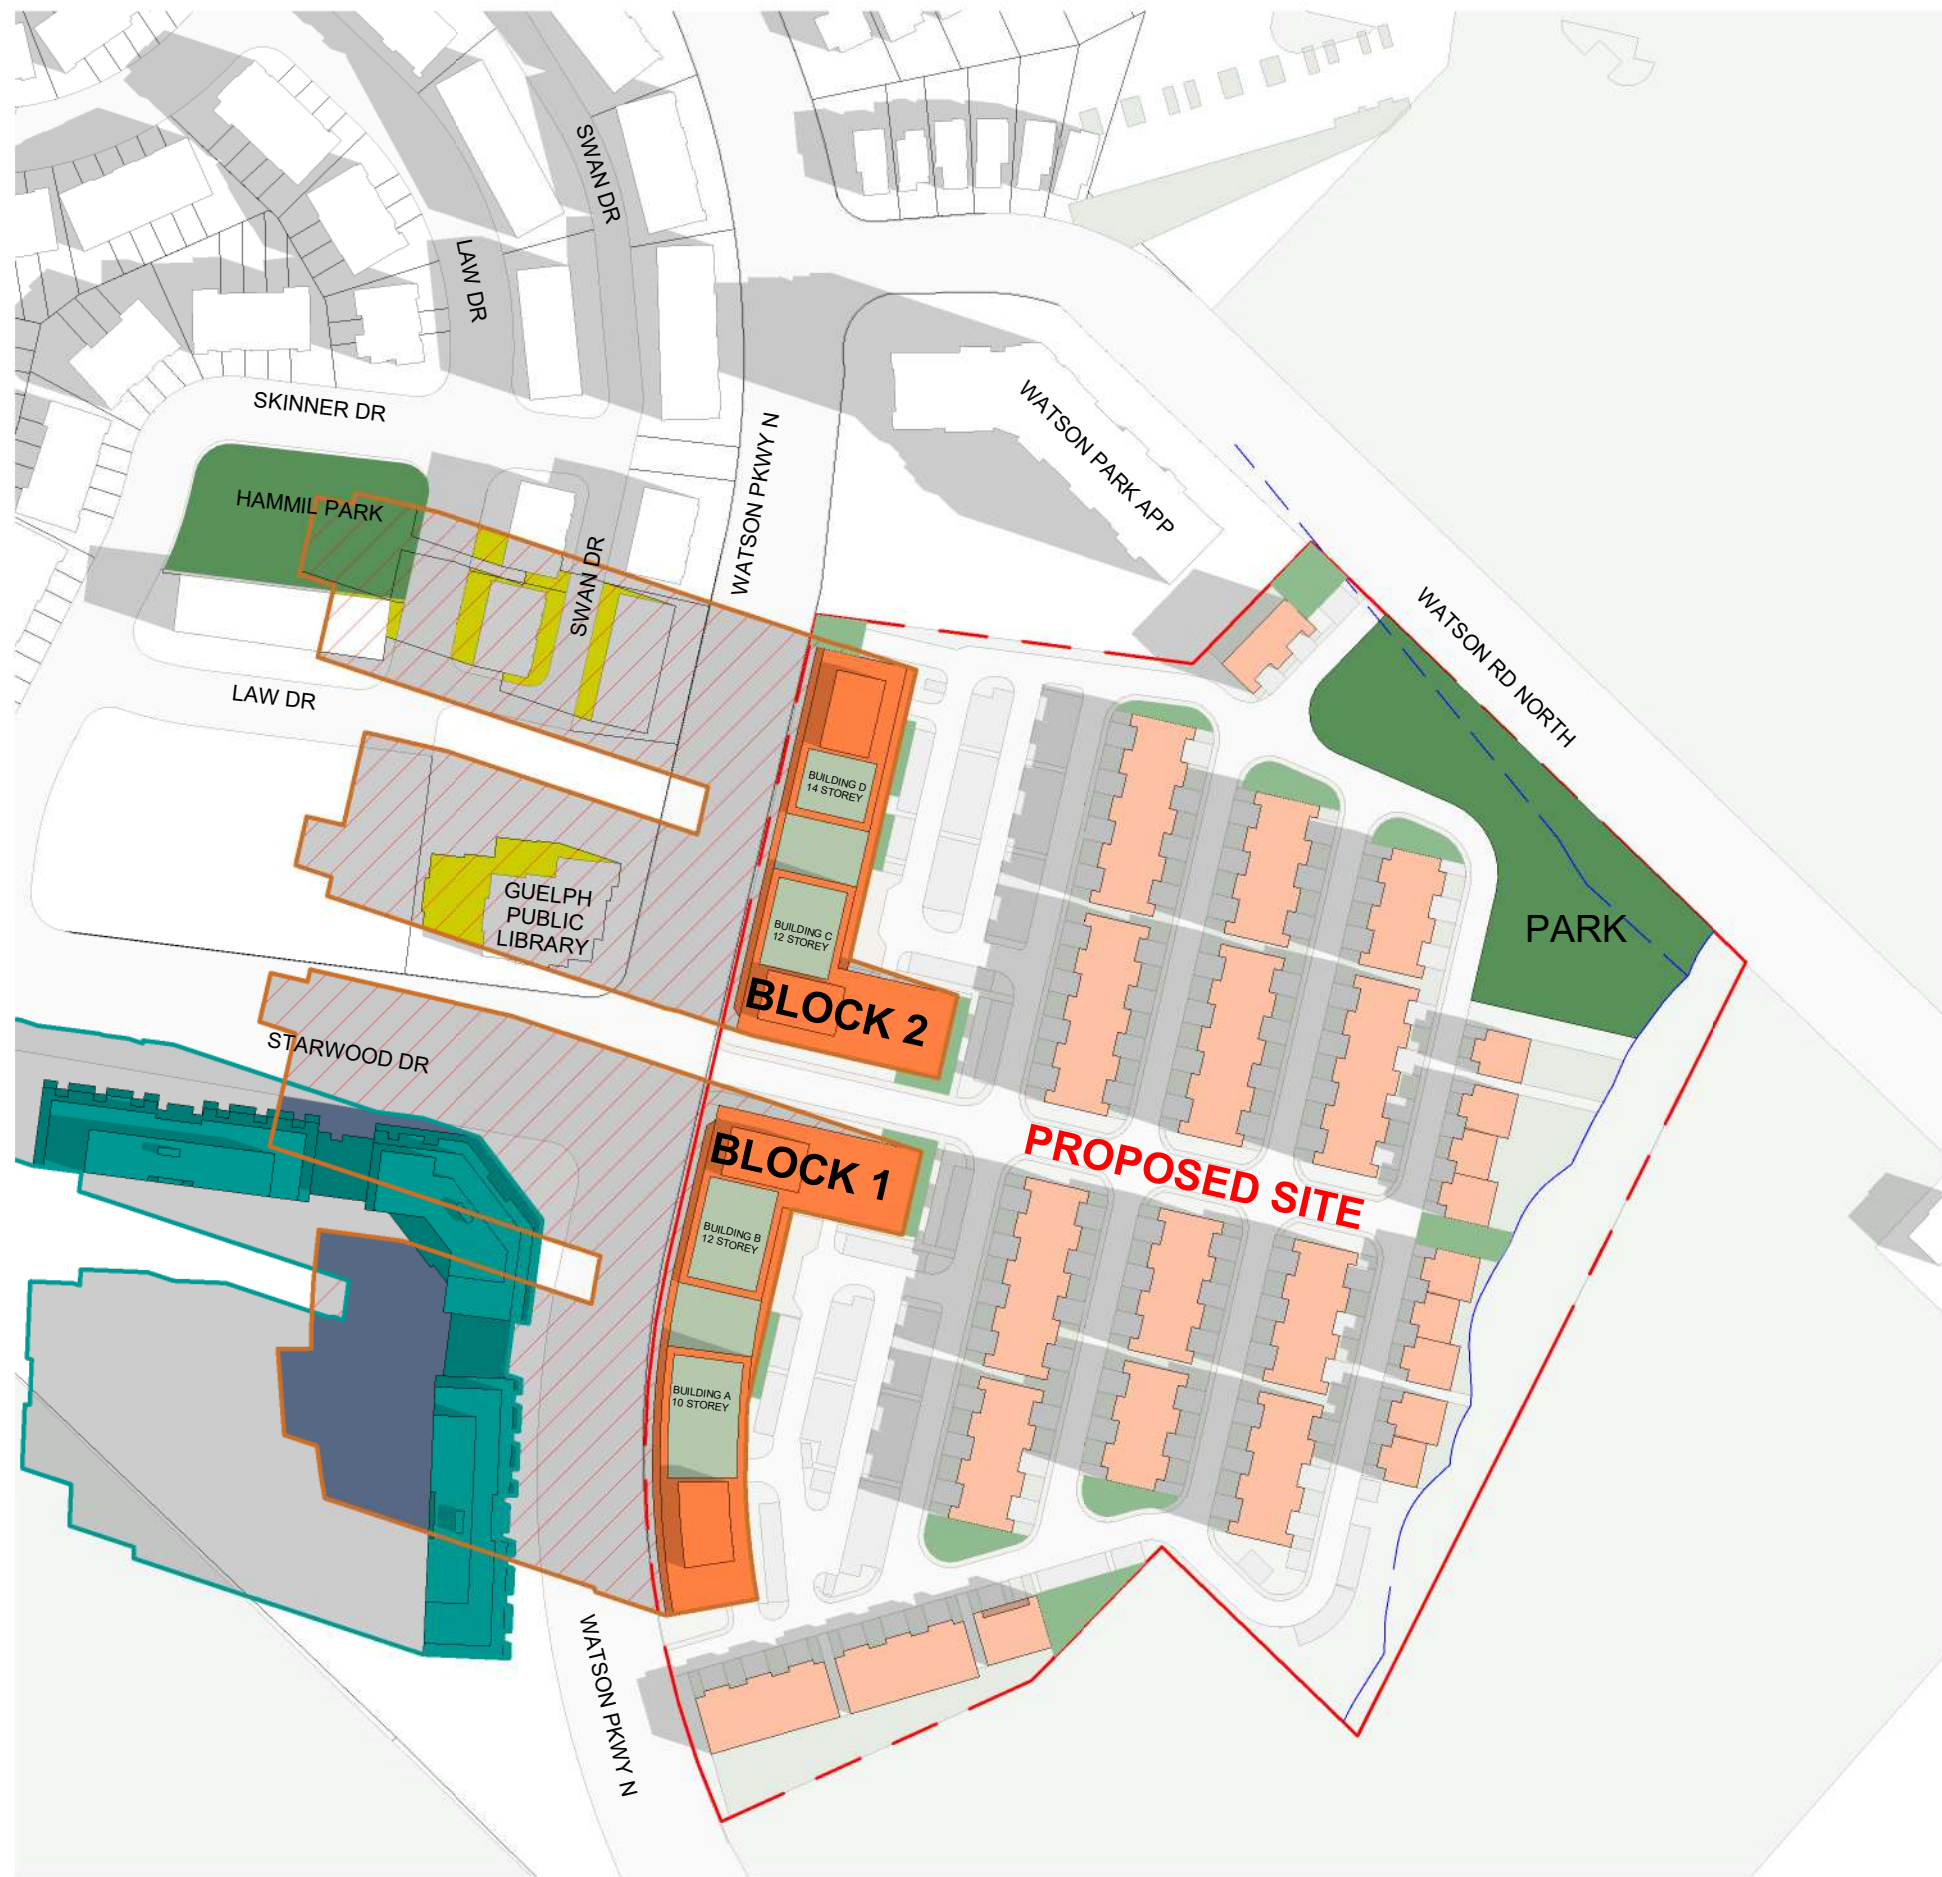 SWAN DR
LAW DR
SKINNER DR
WATSON PKWY N
WATSON PARK APP
HAMMIL PARK
SWAN DR
WATSON RD NORTH
LAW DR
BUILDING D
14 STOREY
GUELPH
PUBLIC
LIBRARY
BUILDING C
12 STOREY
PARK
BLOCK 2
STARWOOD DR
BLOCK 1
PROPOSED SITE
BUILDING B
12 STOREY
BUILDING A
10 STOREY
WATSON PKWY N